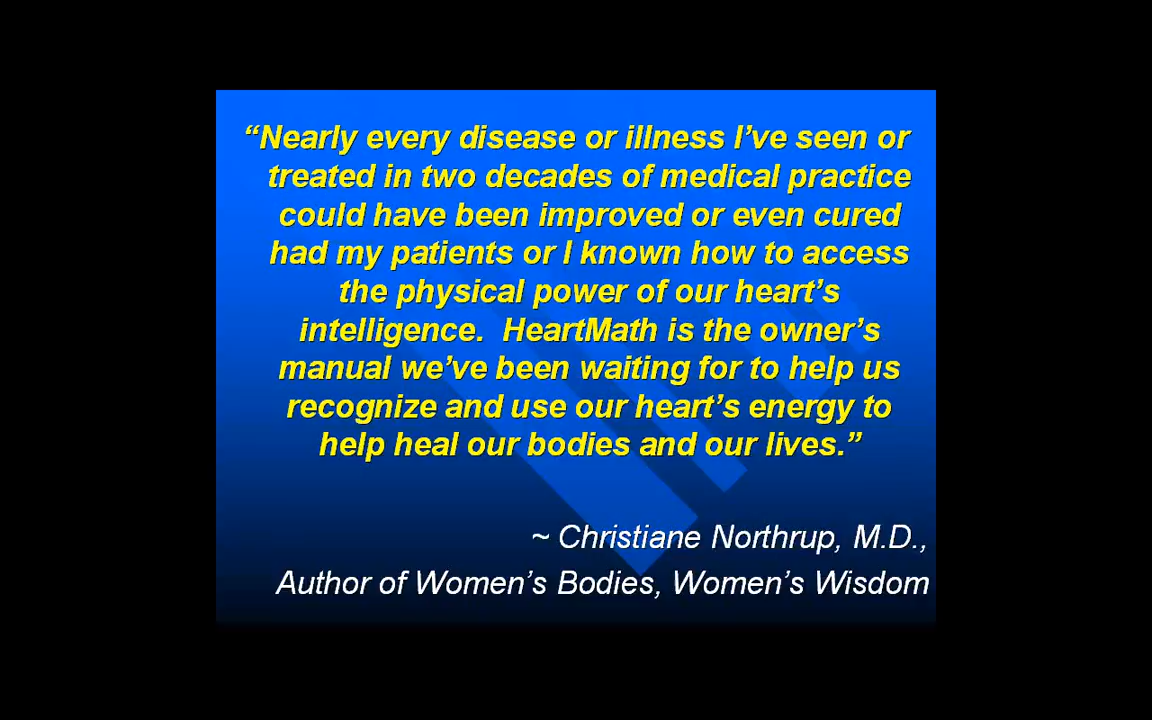 “Nearly every disease or illness I’ve seen or
treated in two decades of medical practice
could have been improved or even cured
had my patients or I known how to access
the physical power of our heart’s
intelligence.  HeartMath is the owner’s
manual we’ve been waiting for to help us
recognize and use our heart’s energy to
help heal our bodies and our lives.”
~ Christiane Northrup, M.D.,
Author of Women’s Bodies, Women’s Wisdom